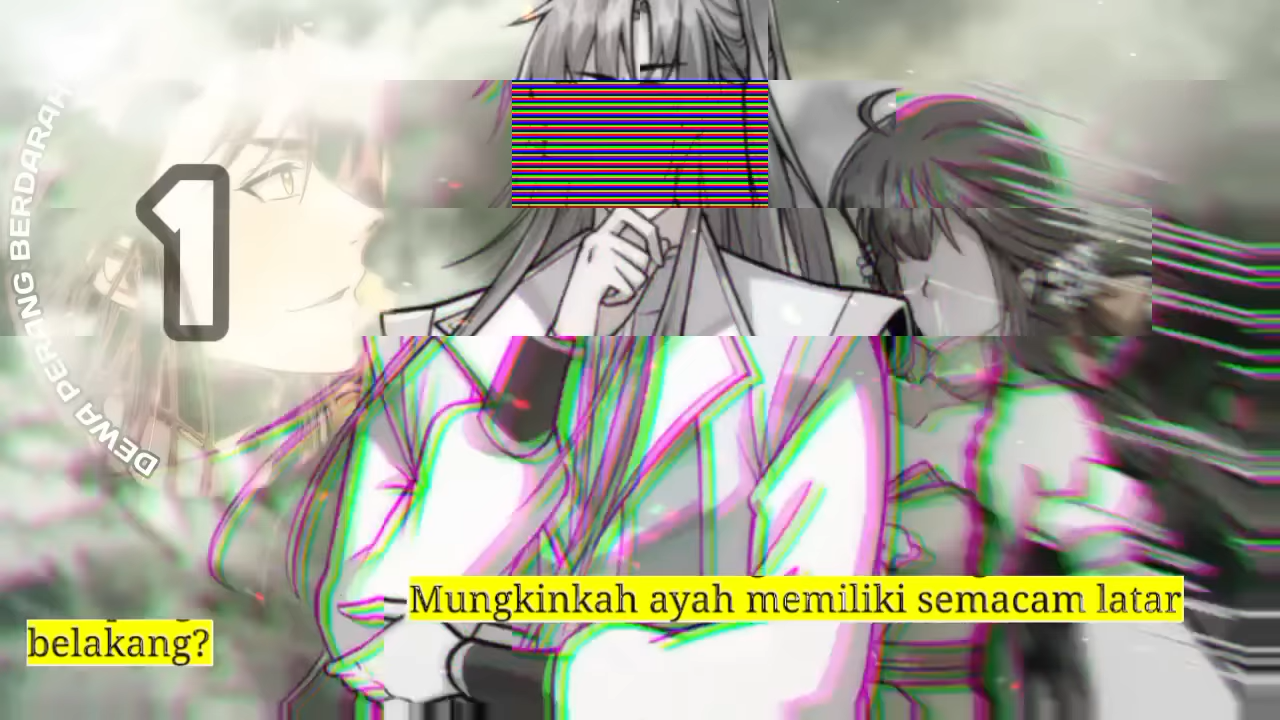 DEWA PERANG BERDARAH
1
Mungkinkah ayah memiliki semacam latar
belakang?